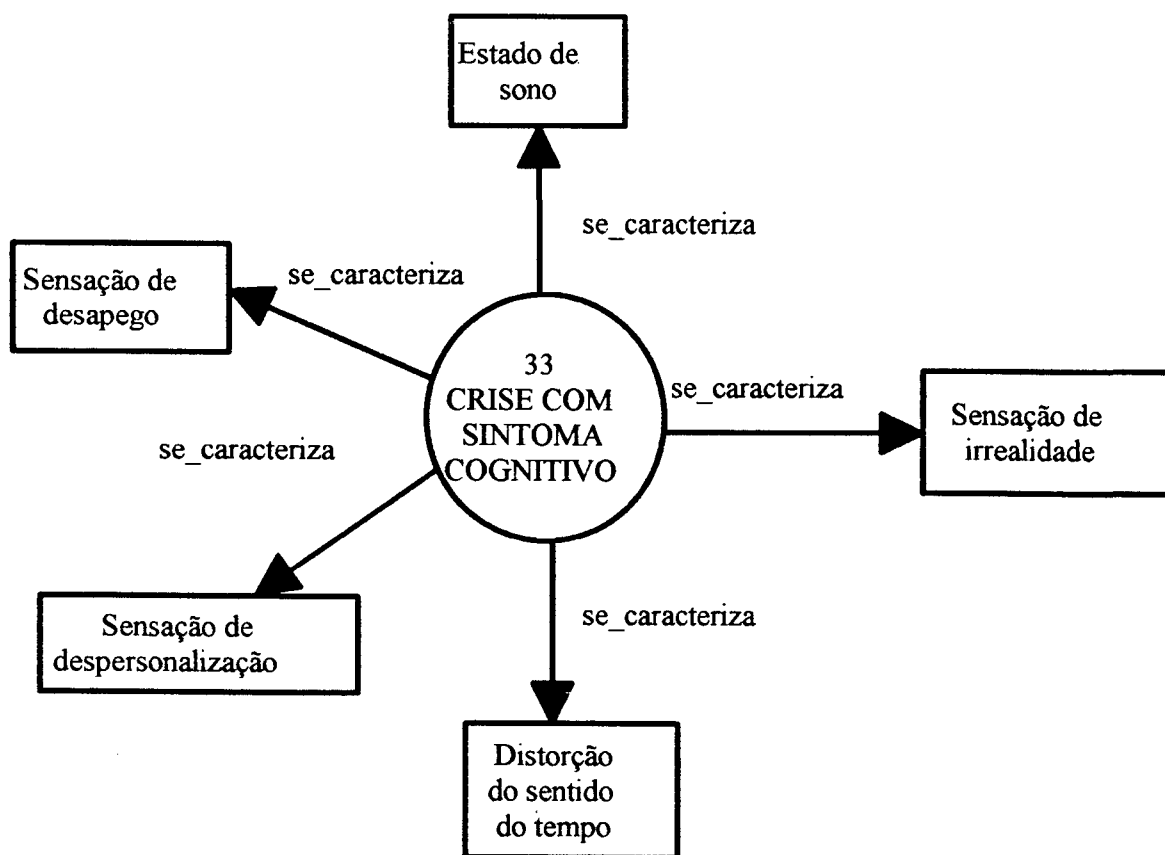 Estado de
sono
se_caracteriza
Sensação de
desapego
se_caracteriza
33
CRISE COM
SINTOMA
COGNITIVO
se_caracteriza
Sensação de
irrealidade
se_caracteriza
Sensação de
despersonalização
se_caracteriza
Distorção
do sentido
do tempo